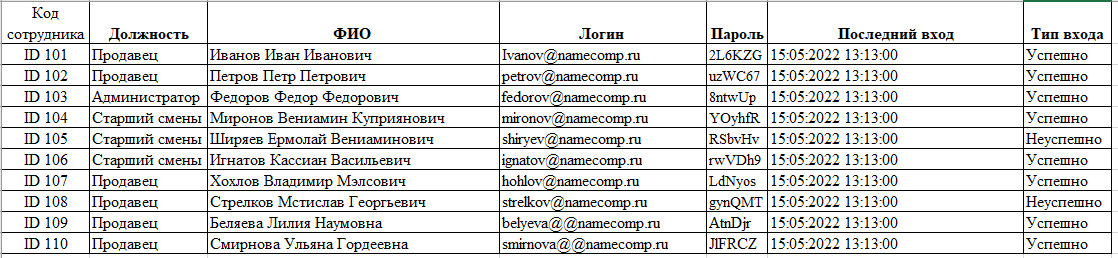 Код сотрудника Должность ФИО Логин Пароль Последний вход Тип входа
ID 101 Продавец Иванов Иван Иванович Ivanov@namecomp.ru 2L6KZG 15:05:2022 13:13:00 Успешно
ID 102 Продавец Петров Петр Петрович petrov@namecomp.ru uzWC67 15:05:2022 13:13:00 Успешно
ID 103 Администратор Федоров Федор Федорович fedorov@namecomp.ru 8ntwUp 15:05:2022 13:13:00 Успешно
ID 104 Старший смены Миронов Вениамин Куприянович mironov@namecomp.ru YOyhfR 15:05:2022 13:13:00 Успешно
ID 105 Старший смены Ширяев Ермолай Вениаминович shiryev@namecomp.ru RSbvHv 15:05:2022 13:13:00 Неуспешно
ID 106 Старший смены Игнатов Кассиан Васильевич ignatov@namecomp.ru rwVDh9 15:05:2022 13:13:00 Успешно
ID 107 Продавец Хохлов Владимир Мэлсович hohlov@namecomp.ru LdNyos 15:05:2022 13:13:00 Успешно
ID 108 Продавец Стрелков Мстислав Георгьевич strelkov@namecomp.ru gynQMT 15:05:2022 13:13:00 Неуспешно
ID 109 Продавец Беляева Лилия Наумовна belyeva@@namecomp.ru AtnDjr 15:05:2022 13:13:00 Успешно
ID 110 Продавец Смирнова Ульяна Гордеевна smirnova@@namecomp.ru JlFRCZ 15:05:2022 13:13:00 Успешно